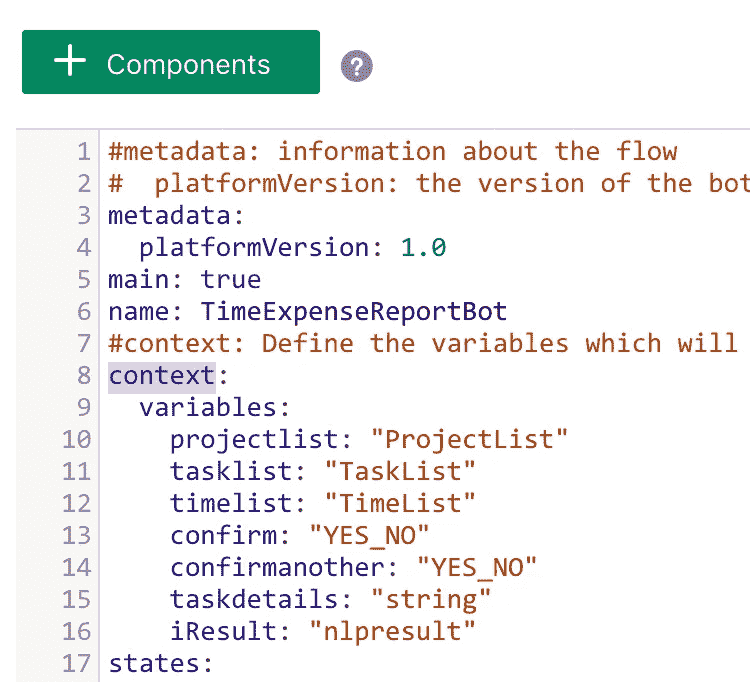 + Components ?
1 #metadata: information about the flow
2 #  platformVersion: the version of the bot
3 metadata:
4   platformVersion: 1.0
5 main: true
6 name: TimeExpenseReportBot
7 #context: Define the variables which will
8 context:
9   variables:
10     projectlist: "ProjectList"
11     tasklist: "TaskList"
12     timelist: "TimeList"
13     confirm: "YES_NO"
14     confirmanother: "YES_NO"
15     taskdetails: "string"
16     iResult: "nlpresult"
17 states: